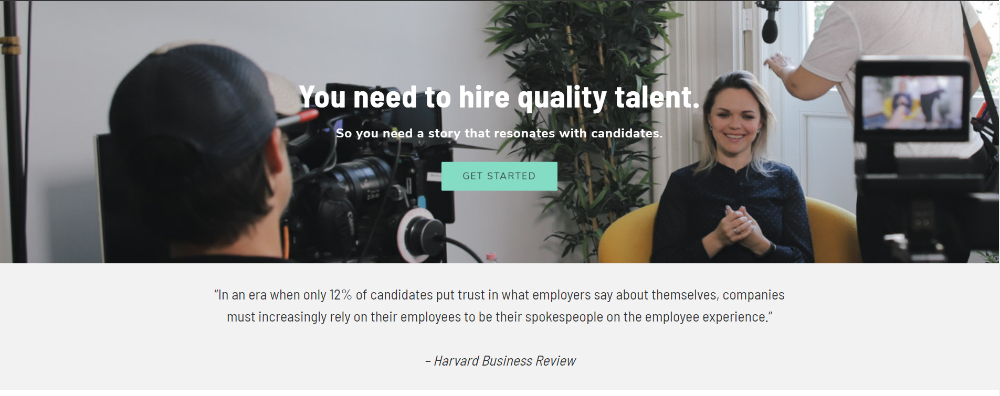 You need to hire quality talent.
So you need a story that resonates with candidates.
GET STARTED
“In an era when only 12% of candidates put trust in what employers say about themselves, companies
must increasingly rely on their employees to be their spokespeople on the employee experience.”
– Harvard Business Review